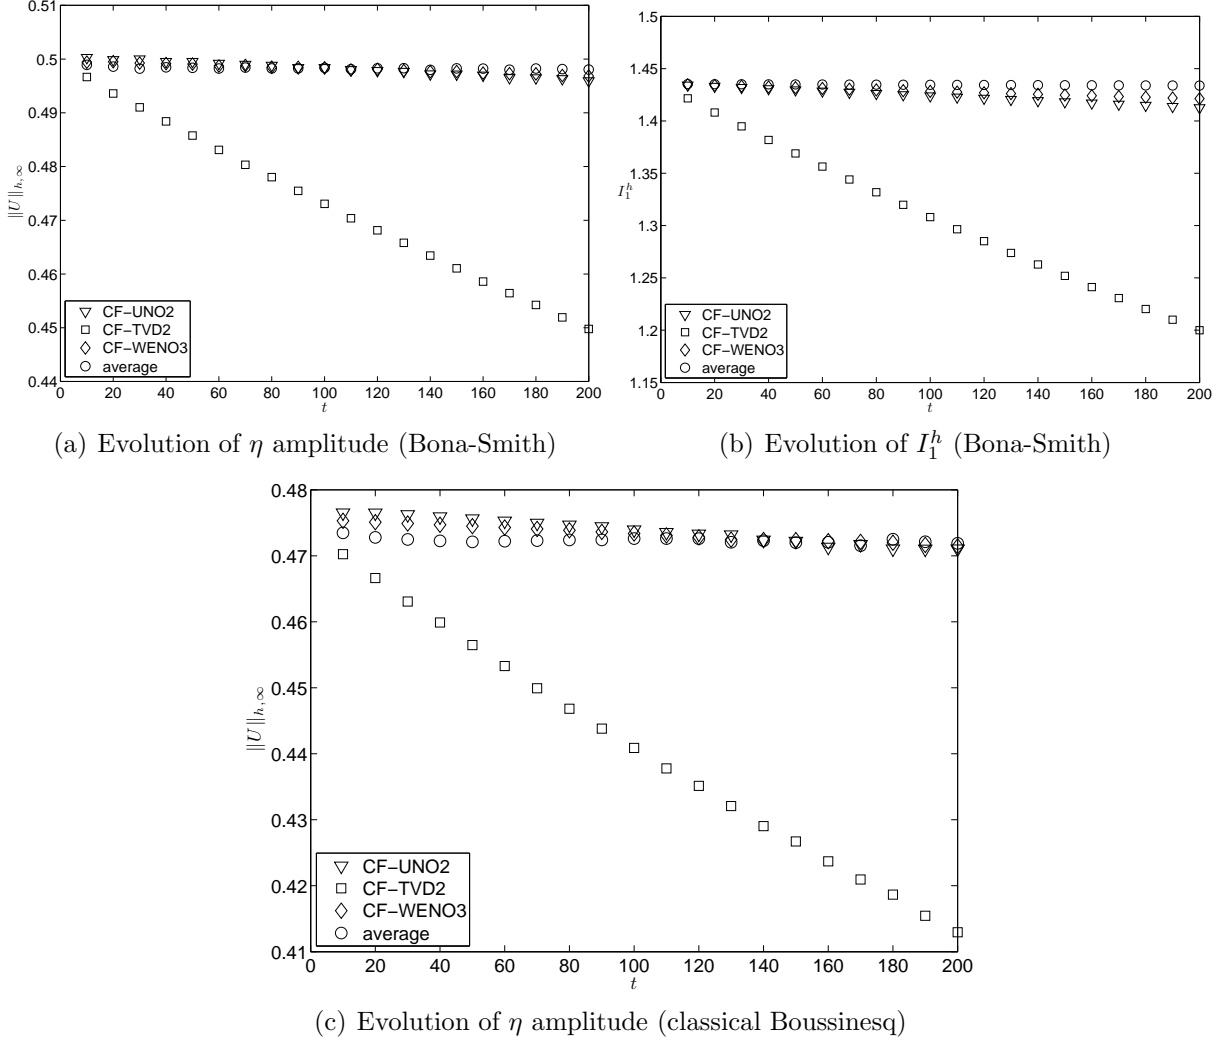 0.51
0.5
0.49
0.48
0.47
0.46
0.45
0.44
‖U‖h,∞
CF−UNO2
CF−TVD2
CF−WENO3
average
0 20 40 60 80 100 120 140 160 180 200
t
(a) Evolution of η amplitude (Bona-Smith)
1.5
1.45
1.4
1.35
1.3
1.25
1.2
1.15
I₁ʰ
CF−UNO2
CF−TVD2
CF−WENO3
average
0 20 40 60 80 100 120 140 160 180 200
t
(b) Evolution of I₁ʰ (Bona-Smith)
0.48
0.47
0.46
0.45
0.44
0.43
0.42
0.41
‖U‖h,∞
CF−UNO2
CF−TVD2
CF−WENO3
average
0 20 40 60 80 100 120 140 160 180 200
t
(c) Evolution of η amplitude (classical Boussinesq)